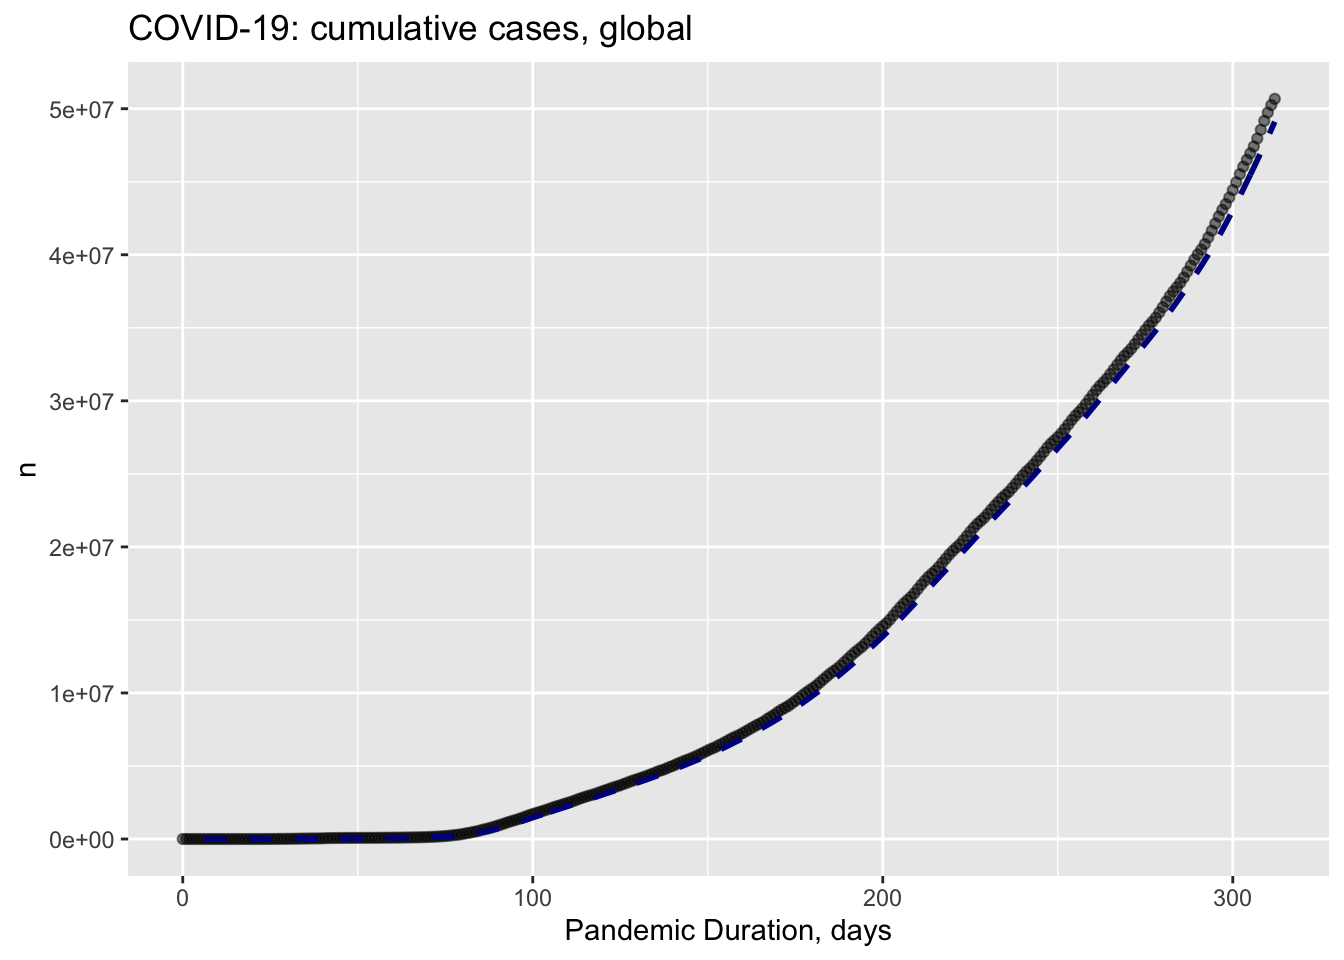 COVID-19: cumulative cases, global
5e+07
4e+07
3e+07
2e+07
1e+07
0e+00
n
0 100 200 300
Pandemic Duration, days